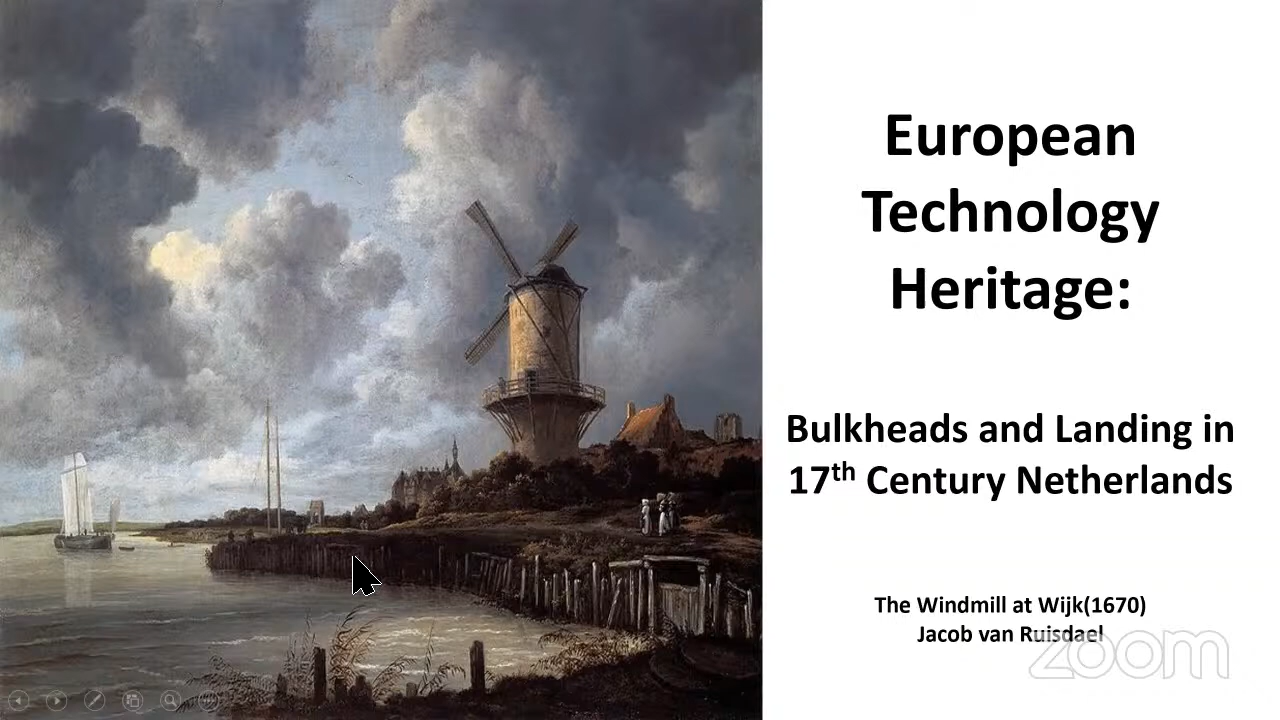 European
Technology
Heritage:
Bulkheads and Landing in
17th Century Netherlands
The Windmill at Wijk(1670)
Jacob van Ruisdael
zoom